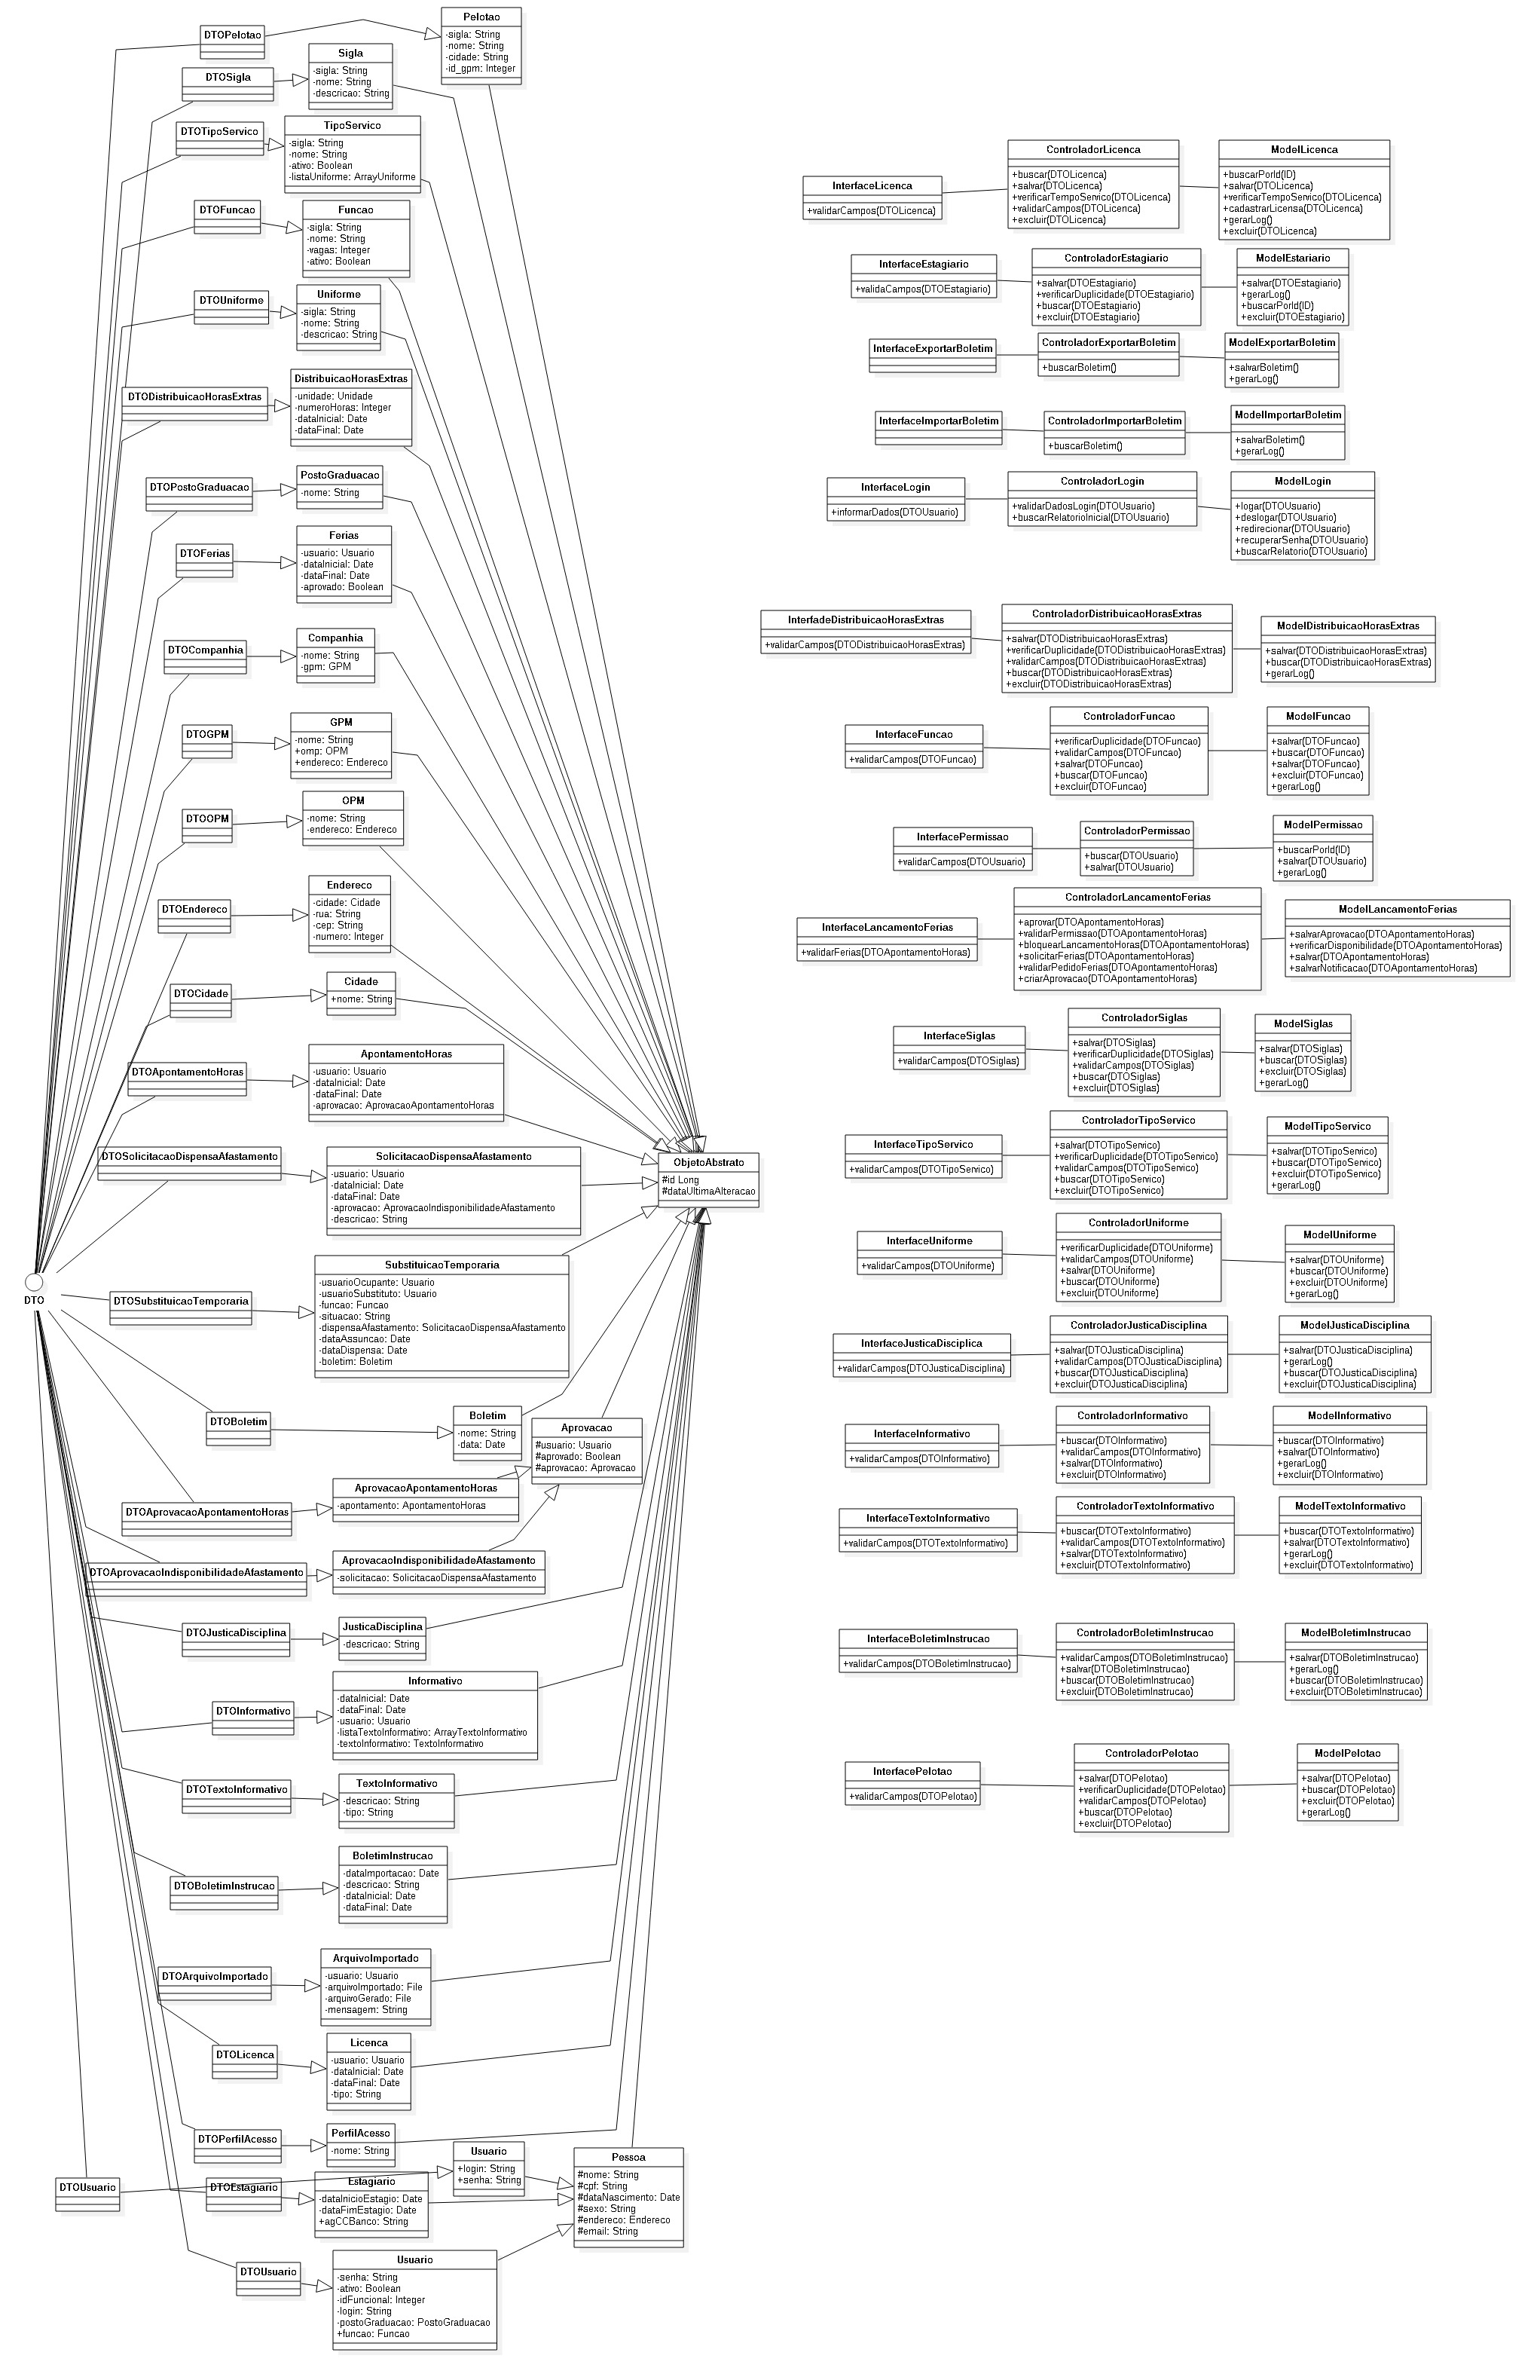 DTOPelotao
Pelotao
-sigla: String
-nome: String
-cidade: String
-id_gpm: Integer
DTOSigla
Sigla
-sigla: String
-nome: String
-descricao: String
DTOTipoServico
TipoServico
-sigla: String
-nome: String
-ativo: Boolean
-listaUniforme: ArrayUniforme
DTOFuncao
Funcao
-sigla: String
-nome: String
-vagas: Integer
-ativo: Boolean
DTOUniforme
Uniforme
-sigla: String
-nome: String
-descricao: String
DTODistribuicaoHorasExtras
DistribuicaoHorasExtras
-unidade: Unidade
-numeroHoras: Integer
-dataInicial: Date
-dataFinal: Date
DTOPostoGraduacao
PostoGraduacao
-nome: String
DTOFerias
Ferias
-usuario: Usuario
-dataInicial: Date
-dataFinal: Date
-aprovado: Boolean
DTOCompanhia
Companhia
-nome: String
-gpm: GPM
DTOGPM
GPM
-nome: String
+omp: OPM
+endereco: Endereco
DTOOPM
OPM
-nome: String
-endereco: Endereco
DTOEndereco
Endereco
-cidade: Cidade
-rua: String
-cep: String
-numero: Integer
DTOCidade
Cidade
+nome: String
DTOApontamentoHoras
ApontamentoHoras
-usuario: Usuario
-dataInicial: Date
-dataFinal: Date
-aprovacao: AprovacaoApontamentoHoras
DTOSolicitacaoDispensaAfastamento
SolicitacaoDispensaAfastamento
-usuario: Usuario
-dataInicial: Date
-dataFinal: Date
-aprovacao: AprovacaoIndisponibilidadeAfastamento
-descricao: String
ObjetoAbstrato
#id Long
#dataUltimaAlteracao
DTO
DTOSubstituicaoTemporaria
SubstituicaoTemporaria
-usuarioOcupante: Usuario
-usuarioSubstituto: Usuario
-funcao: Funcao
-situacao: String
-dispensaAfastamento: SolicitacaoDispensaAfastamento
-dataAssuncao: Date
-dataDispensa: Date
-boletim: Boletim
DTOBoletim
Boletim
-nome: String
-data: Date
Aprovacao
#usuario: Usuario
#aprovado: Boolean
#aprovacao: Aprovacao
DTOAprovacaoApontamentoHoras
AprovacaoApontamentoHoras
-apontamento: ApontamentoHoras
DTOAprovacaoIndisponibilidadeAfastamento
AprovacaoIndisponibilidadeAfastamento
-solicitacao: SolicitacaoDispensaAfastamento
DTOJusticaDisciplina
JusticaDisciplina
-descricao: String
DTOInformativo
Informativo
-dataInicial: Date
-dataFinal: Date
-usuario: Usuario
-listaTextoInformativo: ArrayTextoInformativo
-textoInformativo: TextoInformativo
DTOTextoInformativo
TextoInformativo
-descricao: String
-tipo: String
DTOBoletimInstrucao
BoletimInstrucao
-dataImportacao: Date
-descricao: String
-dataInicial: Date
-dataFinal: Date
DTOArquivoImportado
ArquivoImportado
-usuario: Usuario
-arquivoImportado: File
-arquivoGerado: File
-mensagem: String
DTOLicenca
Licenca
-usuario: Usuario
-dataInicial: Date
-dataFinal: Date
-tipo: String
DTOPerfilAcesso
PerfilAcesso
-nome: String
DTOUsuario
Usuario
+login: String
+senha: String
Pessoa
#nome: String
#cpf: String
#dataNascimento: Date
#sexo: String
#endereco: Endereco
#email: String
DTOEstagiario
Estagiario
-dataInicioEstagio: Date
-dataFimEstagio: Date
+agCCBanco: String
DTOUsuario
Usuario
-senha: String
-ativo: Boolean
-idFuncional: Integer
-login: String
-postoGraduacao: PostoGraduacao
+funcao: Funcao
InterfaceLicenca
+validarCampos(DTOLicenca)
ControladorLicenca
+buscar(DTOLicenca)
+salvar(DTOLicenca)
+verificarTempoServico(DTOLicenca)
+validarCampos(DTOLicenca)
+excluir(DTOLicenca)
ModelLicenca
+buscarPorId(ID)
+salvar(DTOLicenca)
+verificarTempoServico(DTOLicenca)
+cadastrarLicensa(DTOLicenca)
+gerarLog()
+excluir(DTOLicenca)
InterfaceEstagiario
+validaCampos(DTOEstagiario)
ControladorEstagiario
+salvar(DTOEstagiario)
+verificarDuplicidade(DTOEstagiario)
+buscar(DTOEstagiario)
+excluir(DTOEstagiario)
ModelEstariario
+salvar(DTOEstagiario)
+gerarLog()
+buscarPorId(ID)
+excluir(DTOEstagiario)
InterfaceExportarBoletim
ControladorExportarBoletim
+buscarBoletim()
ModelExportarBoletim
+salvarBoletim()
+gerarLog()
InterfaceImportarBoletim
ControladorImportarBoletim
+buscarBoletim()
ModelImportarBoletim
+salvarBoletim()
+gerarLog()
InterfaceLogin
+informarDados(DTOUsuario)
ControladorLogin
+validarDadosLogin(DTOUsuario)
+buscarRelatorioInicial(DTOUsuario)
ModelLogin
+logar(DTOUsuario)
+deslogar(DTOUsuario)
+redirecionar(DTOUsuario)
+recuperarSenha(DTOUsuario)
+buscarRelatorio(DTOUsuario)
InterfadeDistribuicaoHorasExtras
+validarCampos(DTODistribuicaoHorasExtras)
ControladorDistribuicaoHorasExtras
+salvar(DTODistribuicaoHorasExtras)
+verificarDuplicidade(DTODistribuicaoHorasExtras)
+validarCampos(DTODistribuicaoHorasExtras)
+buscar(DTODistribuicaoHorasExtras)
+excluir(DTODistribuicaoHorasExtras)
ModelDistribuicaoHorasExtras
+salvar(DTODistribuicaoHorasExtras)
+buscar(DTODistribuicaoHorasExtras)
+gerarLog()
InterfaceFuncao
+validarCampos(DTOFuncao)
ControladorFuncao
+verificarDuplicidade(DTOFuncao)
+validarCampos(DTOFuncao)
+salvar(DTOFuncao)
+buscar(DTOFuncao)
+excluir(DTOFuncao)
ModelFuncao
+salvar(DTOFuncao)
+buscar(DTOFuncao)
+salvar(DTOFuncao)
+excluir(DTOFuncao)
+gerarLog()
InterfacePermissao
+validarCampos(DTOUsuario)
ControladorPermissao
+buscar(DTOUsuario)
+salvar(DTOUsuario)
ModelPermissao
+buscarPorId(ID)
+salvar(DTOUsuario)
+gerarLog()
InterfaceLancamentoFerias
+validarFerias(DTOApontamentoHoras)
ControladorLancamentoFerias
+aprovar(DTOApontamentoHoras)
+validarPermissao(DTOApontamentoHoras)
+bloquearLancamentoHoras(DTOApontamentoHoras)
+solicitarFerias(DTOApontamentoHoras)
+validarPedidoFerias(DTOApontamentoHoras)
+criarAprovacao(DTOApontamentoHoras)
ModelLancamentoFerias
+salvarAprovacao(DTOApontamentoHoras)
+verificarDisponibilidade(DTOApontamentoHoras)
+salvar(DTOApontamentoHoras)
+salvarNotificacao(DTOApontamentoHoras)
InterfaceSiglas
+validarCampos(DTOSiglas)
ControladorSiglas
+salvar(DTOSiglas)
+verificarDuplicidade(DTOSiglas)
+validarCampos(DTOSiglas)
+buscar(DTOSiglas)
+excluir(DTOSiglas)
ModelSiglas
+salvar(DTOSiglas)
+buscar(DTOSiglas)
+excluir(DTOSiglas)
+gerarLog()
InterfaceTipoServico
+validarCampos(DTOTipoServico)
ControladorTipoServico
+salvar(DTOTipoServico)
+verificarDuplicidade(DTOTipoServico)
+validarCampos(DTOTipoServico)
+buscar(DTOTipoServico)
+excluir(DTOTipoServico)
ModelTipoServico
+salvar(DTOTipoServico)
+buscar(DTOTipoServico)
+excluir(DTOTipoServico)
+gerarLog()
InterfaceUniforme
+validarCampos(DTOUniforme)
ControladorUniforme
+verificarDuplicidade(DTOUniforme)
+validarCampos(DTOUniforme)
+salvar(DTOUniforme)
+buscar(DTOUniforme)
+excluir(DTOUniforme)
ModelUniforme
+salvar(DTOUniforme)
+buscar(DTOUniforme)
+excluir(DTOUniforme)
+gerarLog()
InterfaceJusticaDisciplica
+validarCampos(DTOJusticaDisciplina)
ControladorJusticaDisciplina
+salvar(DTOJusticaDisciplina)
+validarCampos(DTOJusticaDisciplina)
+buscar(DTOJusticaDisciplina)
+excluir(DTOJusticaDisciplina)
ModelJusticaDisciplina
+salvar(DTOJusticaDisciplina)
+gerarLog()
+buscar(DTOJusticaDisciplina)
+excluir(DTOJusticaDisciplina)
InterfaceInformativo
+validarCampos(DTOInformativo)
ControladorInformativo
+buscar(DTOInformativo)
+validarCampos(DTOInformativo)
+salvar(DTOInformativo)
+excluir(DTOInformativo)
ModelInformativo
+buscar(DTOInformativo)
+salvar(DTOInformativo)
+gerarLog()
+excluir(DTOInformativo)
InterfaceTextoInformativo
+validarCampos(DTOTextoInformativo)
ControladorTextoInformativo
+buscar(DTOTextoInformativo)
+validarCampos(DTOTextoInformativo)
+salvar(DTOTextoInformativo)
+excluir(DTOTextoInformativo)
ModelTextoInformativo
+buscar(DTOTextoInformativo)
+salvar(DTOTextoInformativo)
+gerarLog()
+excluir(DTOTextoInformativo)
InterfaceBoletimInstrucao
+validarCampos(DTOBoletimInstrucao)
ControladorBoletimInstrucao
+validarCampos(DTOBoletimInstrucao)
+salvar(DTOBoletimInstrucao)
+buscar(DTOBoletimInstrucao)
+excluir(DTOBoletimInstrucao)
ModelBoletimInstrucao
+salvar(DTOBoletimInstrucao)
+gerarLog()
+buscar(DTOBoletimInstrucao)
+excluir(DTOBoletimInstrucao)
InterfacePelotao
+validarCampos(DTOPelotao)
ControladorPelotao
+salvar(DTOPelotao)
+verificarDuplicidade(DTOPelotao)
+validarCampos(DTOPelotao)
+buscar(DTOPelotao)
+excluir(DTOPelotao)
ModelPelotao
+salvar(DTOPelotao)
+buscar(DTOPelotao)
+excluir(DTOPelotao)
+gerarLog()